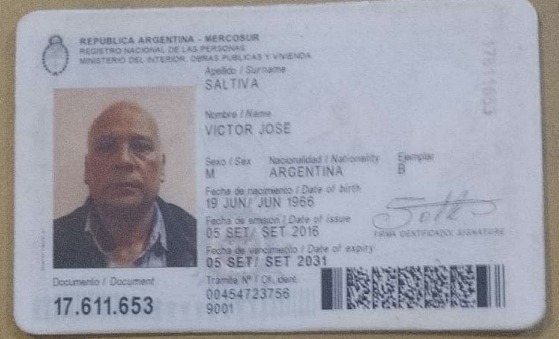 REPUBLICA ARGENTINA - MERCOSUR
REGISTRO NACIONAL DE LAS PERSONAS
MINISTERIO DEL INTERIOR, OBRAS PUBLICAS Y VIVIENDA
Apellido / Surname
SALTIVA
Nombre / Name
VICTOR JOSE
Sexo / Sex Nacionalidad / Nationality Ejemplar
M ARGENTINA B
Fecha de nacimiento / Date of birth
19 JUN/ JUN 1966
Fecha de emisión / Date of issue
05 SET/ SET 2016
FIRMA IDENTIFICADO/ SIGNATURE
Fecha de vencimiento / Date of expiry
05 SET/ SET 2031
Documento / Document
17.611.653
Tramite Nº / Of. ident.
00454723756
9001
17611653